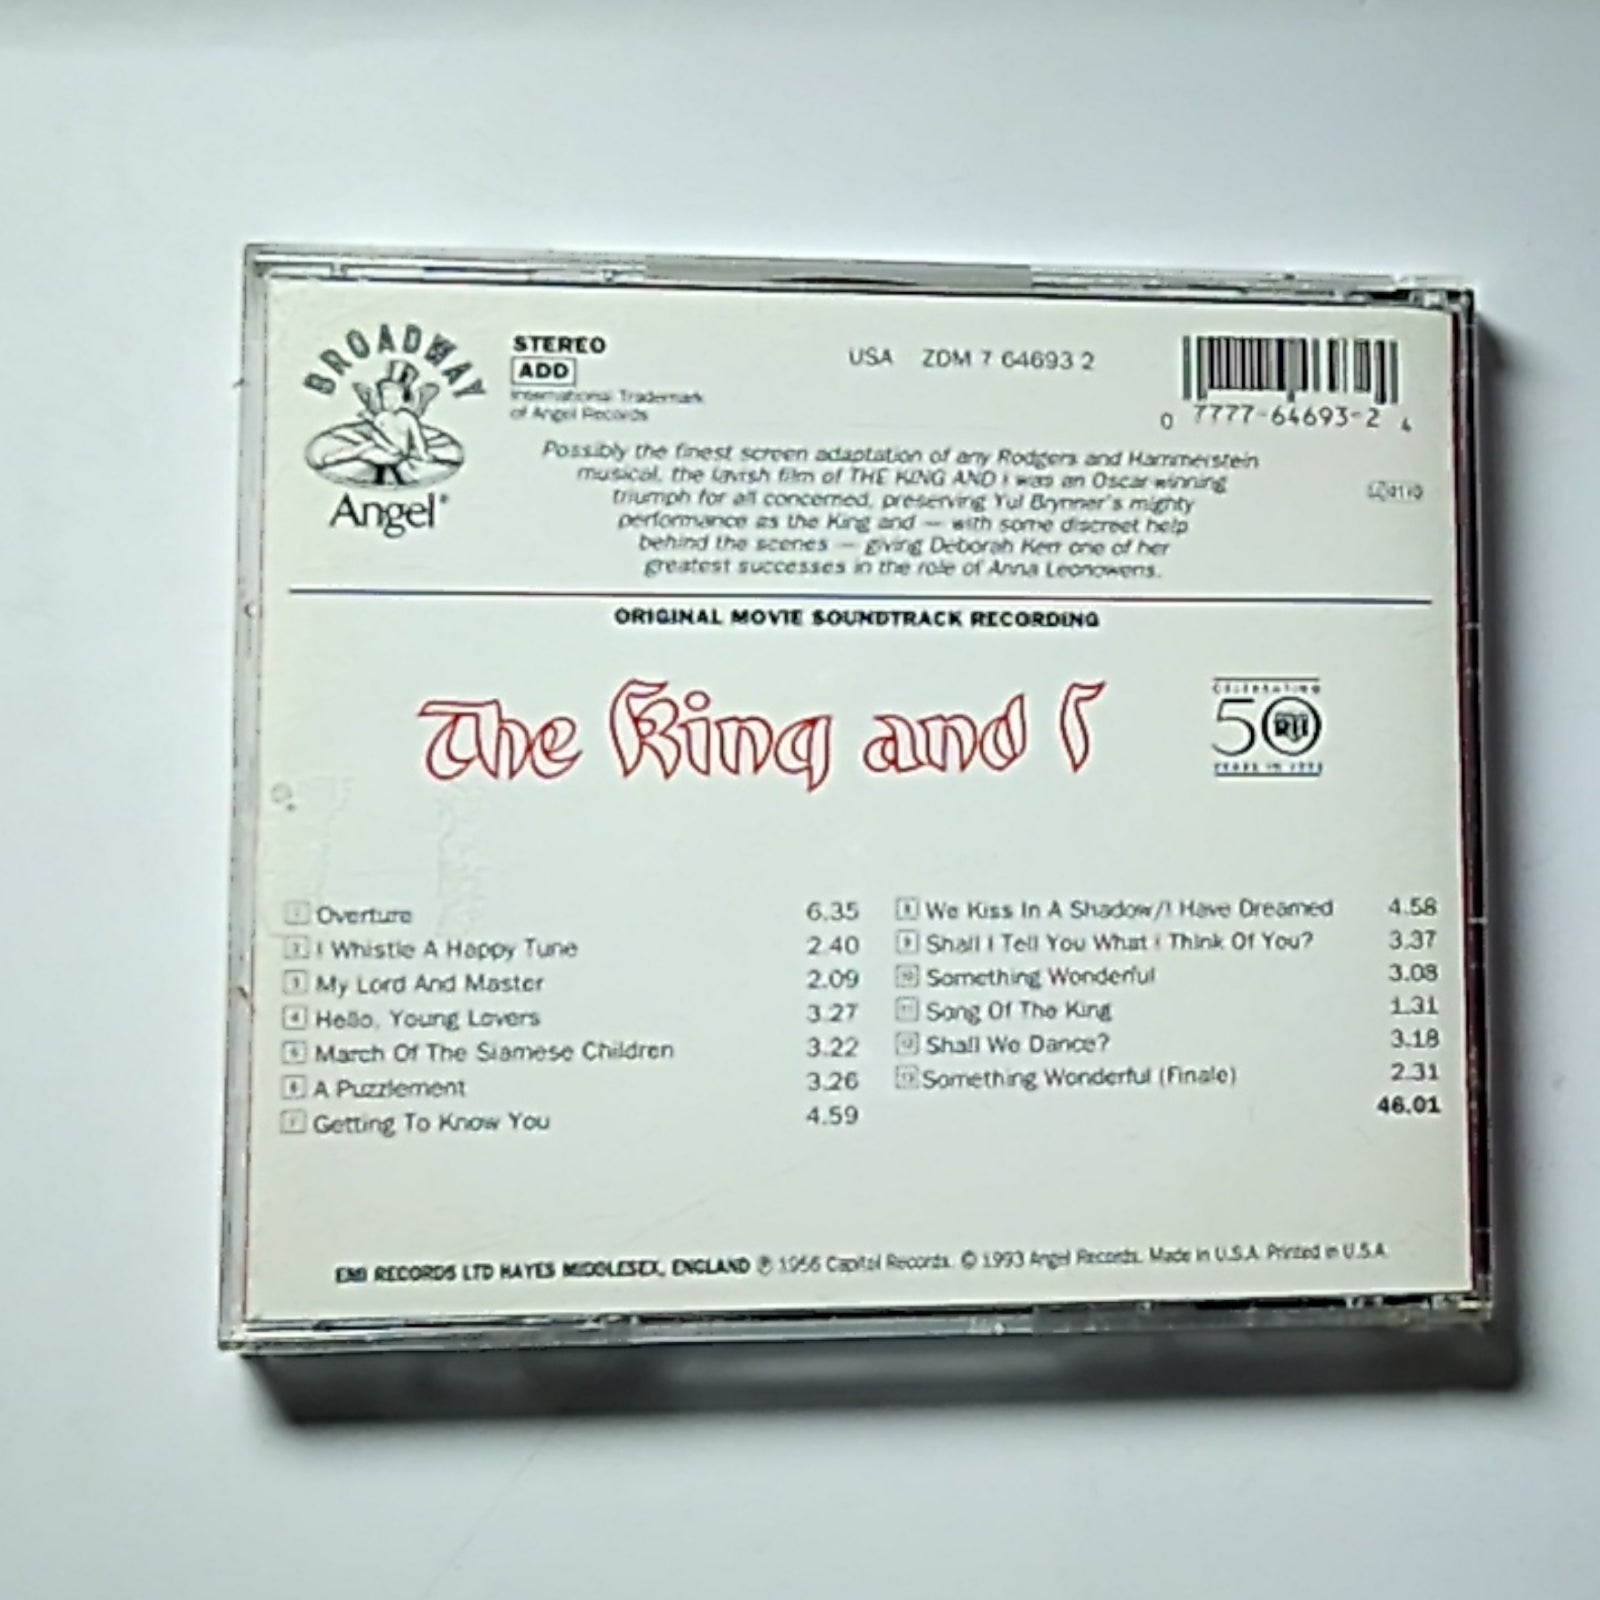 BROADWAY
Angel®
STEREO
ADD
International Trademark
of Angel Records
USA ZDM 7 64693 2
0 7777-64693-2 4
Possibly the finest screen adaptation of any Rodgers and Hammerstein
musical, the lavish film of THE KING AND I was an Oscar-winning
triumph for all concerned, preserving Yul Brynner's mighty
performance as the King and — with some discreet help
behind the scenes — giving Deborah Kerr one of her
greatest successes in the role of Anna Leonowens.
ORIGINAL MOVIE SOUNDTRACK RECORDING
The King and I
CELEBRATING
50 R&H
YEARS IN 1993
1 Overture 6.35
2 I Whistle A Happy Tune 2.40
3 My Lord And Master 2.09
4 Hello, Young Lovers 3.27
5 March Of The Siamese Children 3.22
6 A Puzzlement 3.26
7 Getting To Know You 4.59
8 We Kiss In A Shadow/I Have Dreamed 4.58
9 Shall I Tell You What I Think Of You? 3.37
10 Something Wonderful 3.08
11 Song Of The King 1.31
12 Shall We Dance? 3.18
13 Something Wonderful (Finale) 2.31
46.01
EMI RECORDS LTD HAYES MIDDLESEX, ENGLAND ℗ 1956 Capitol Records. © 1993 Angel Records. Made in U.S.A. Printed in U.S.A.